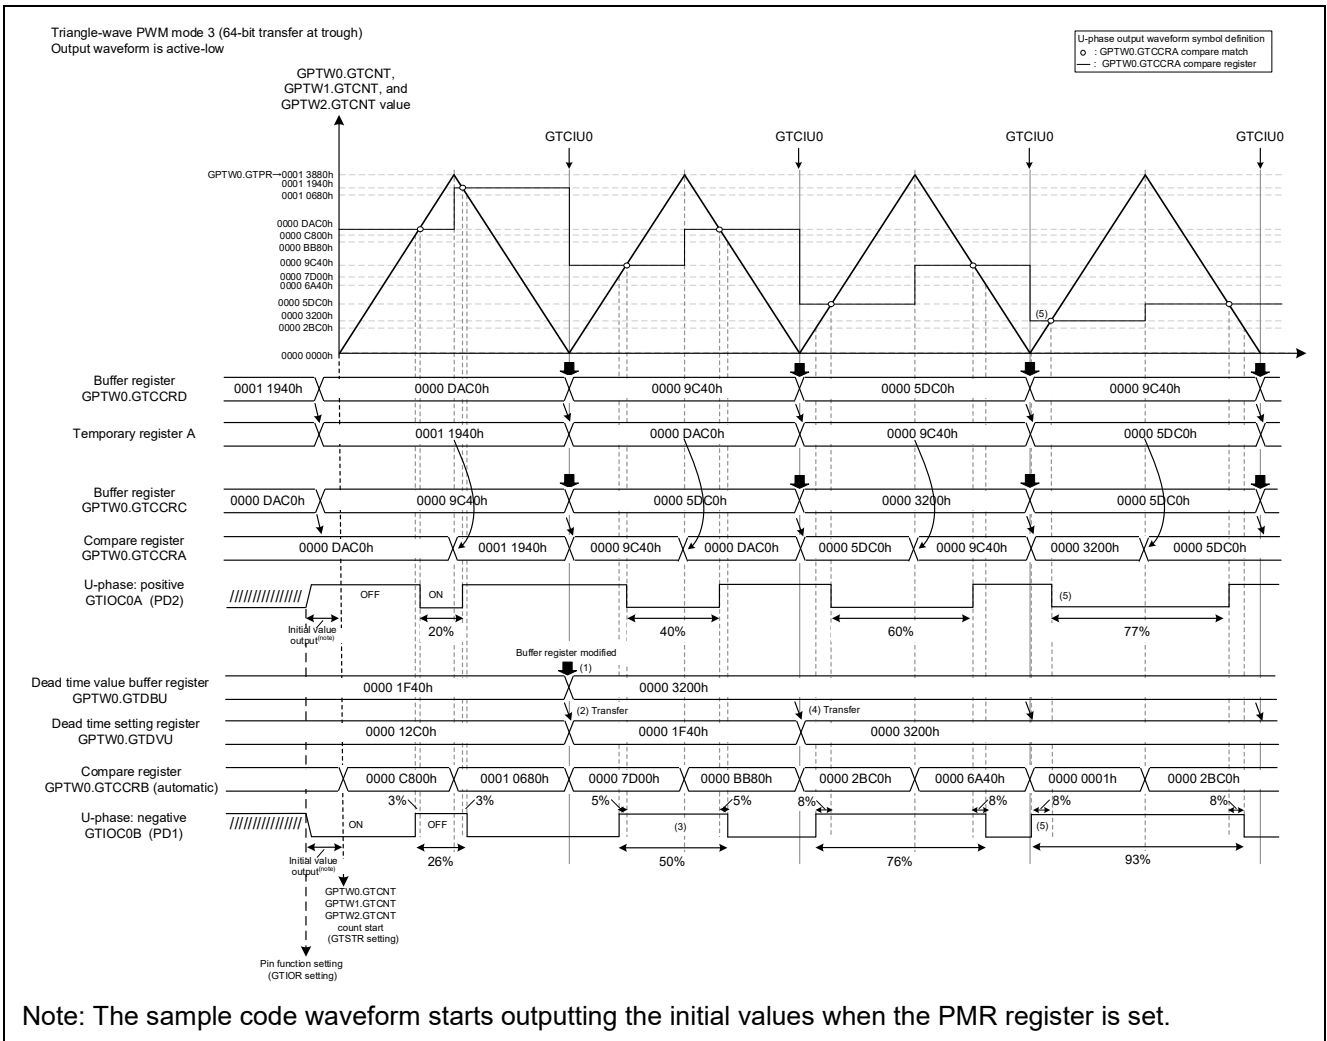 Triangle-wave PWM mode 3 (64-bit transfer at trough)
Output waveform is active-low
U-phase output waveform symbol definition
: GPTW0.GTCCRA compare match
: GPTW0.GTCCRA compare register
GPTW0.GTCNT,
GPTW1.GTCNT, and
GPTW2.GTCNT value
GTCIU0 GTCIU0 GTCIU0 GTCIU0
GPTW0.GTPR→0001 3880h
0001 1940h
0001 0680h
0000 DAC0h
0000 C800h
0000 BB80h
0000 9C40h
0000 7D00h
0000 6A40h
0000 5DC0h
0000 3200h
0000 2BC0h
0000 0000h
(5)
Buffer register
GPTW0.GTCCRD
0001 1940h 0000 DAC0h 0000 9C40h 0000 5DC0h 0000 9C40h
Temporary register A
0001 1940h 0000 DAC0h 0000 9C40h 0000 5DC0h
Buffer register
GPTW0.GTCCRC
0000 DAC0h 0000 9C40h 0000 5DC0h 0000 3200h 0000 5DC0h
Compare register
GPTW0.GTCCRA
0000 DAC0h 0001 1940h 0000 9C40h 0000 DAC0h 0000 5DC0h 0000 9C40h 0000 3200h 0000 5DC0h
U-phase: positive
GTIOC0A (PD2)
OFF ON (5)
Initial value
output(note)
20% 40% 60% 77%
Buffer register modified
(1)
Dead time value buffer register
GPTW0.GTDBU
0000 1F40h 0000 3200h
(2) Transfer (4) Transfer
Dead time setting register
GPTW0.GTDVU
0000 12C0h 0000 1F40h 0000 3200h
Compare register
GPTW0.GTCCRB (automatic)
0000 C800h 0001 0680h 0000 7D00h 0000 BB80h 0000 2BC0h 0000 6A40h 0000 0001h 0000 2BC0h
3% 3% 5% 5% 8% 8% 8% 8%
U-phase: negative
GTIOC0B (PD1)
ON OFF (3) (5)
Initial value
output(note)
26% 50% 76% 93%
GPTW0.GTCNT
GPTW1.GTCNT
GPTW2.GTCNT
count start
(GTSTR setting)
Pin function setting
(GTIOR setting)
Note: The sample code waveform starts outputting the initial values when the PMR register is set.